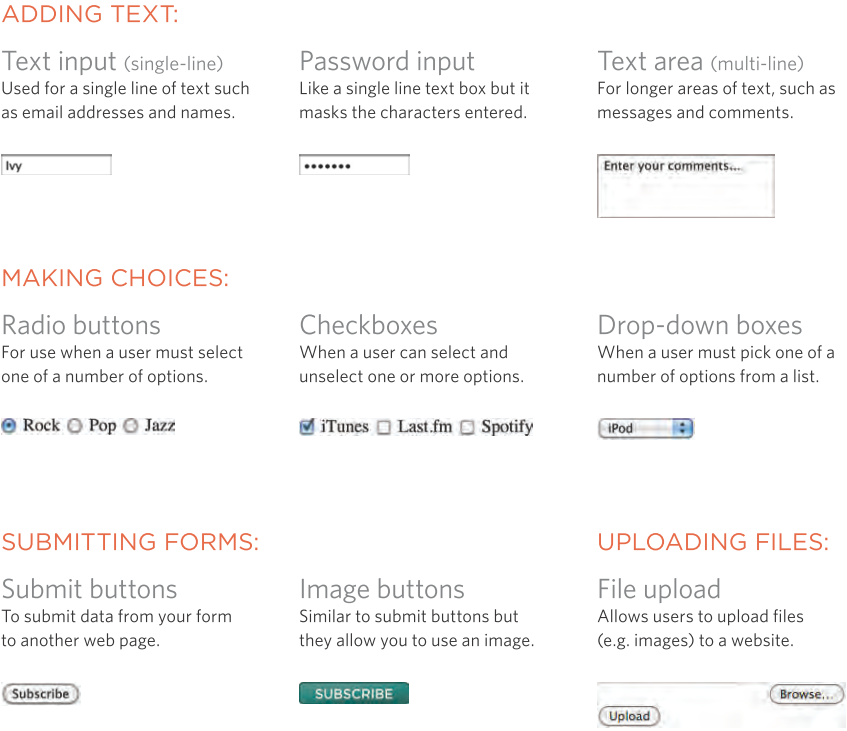 ADDING TEXT:
Text input (single-line)
Used for a single line of text such
as email addresses and names.
Ivy
Password input
Like a single line text box but it
masks the characters entered.
•••••••
Text area (multi-line)
For longer areas of text, such as
messages and comments.
Enter your comments...
MAKING CHOICES:
Radio buttons
For use when a user must select
one of a number of options.
Rock Pop Jazz
Checkboxes
When a user can select and
unselect one or more options.
iTunes Last.fm Spotify
Drop-down boxes
When a user must pick one of a
number of options from a list.
iPod
SUBMITTING FORMS:
Submit buttons
To submit data from your form
to another web page.
Subscribe
Image buttons
Similar to submit buttons but
they allow you to use an image.
SUBSCRIBE
UPLOADING FILES:
File upload
Allows users to upload files
(e.g. images) to a website.
Browse...
Upload